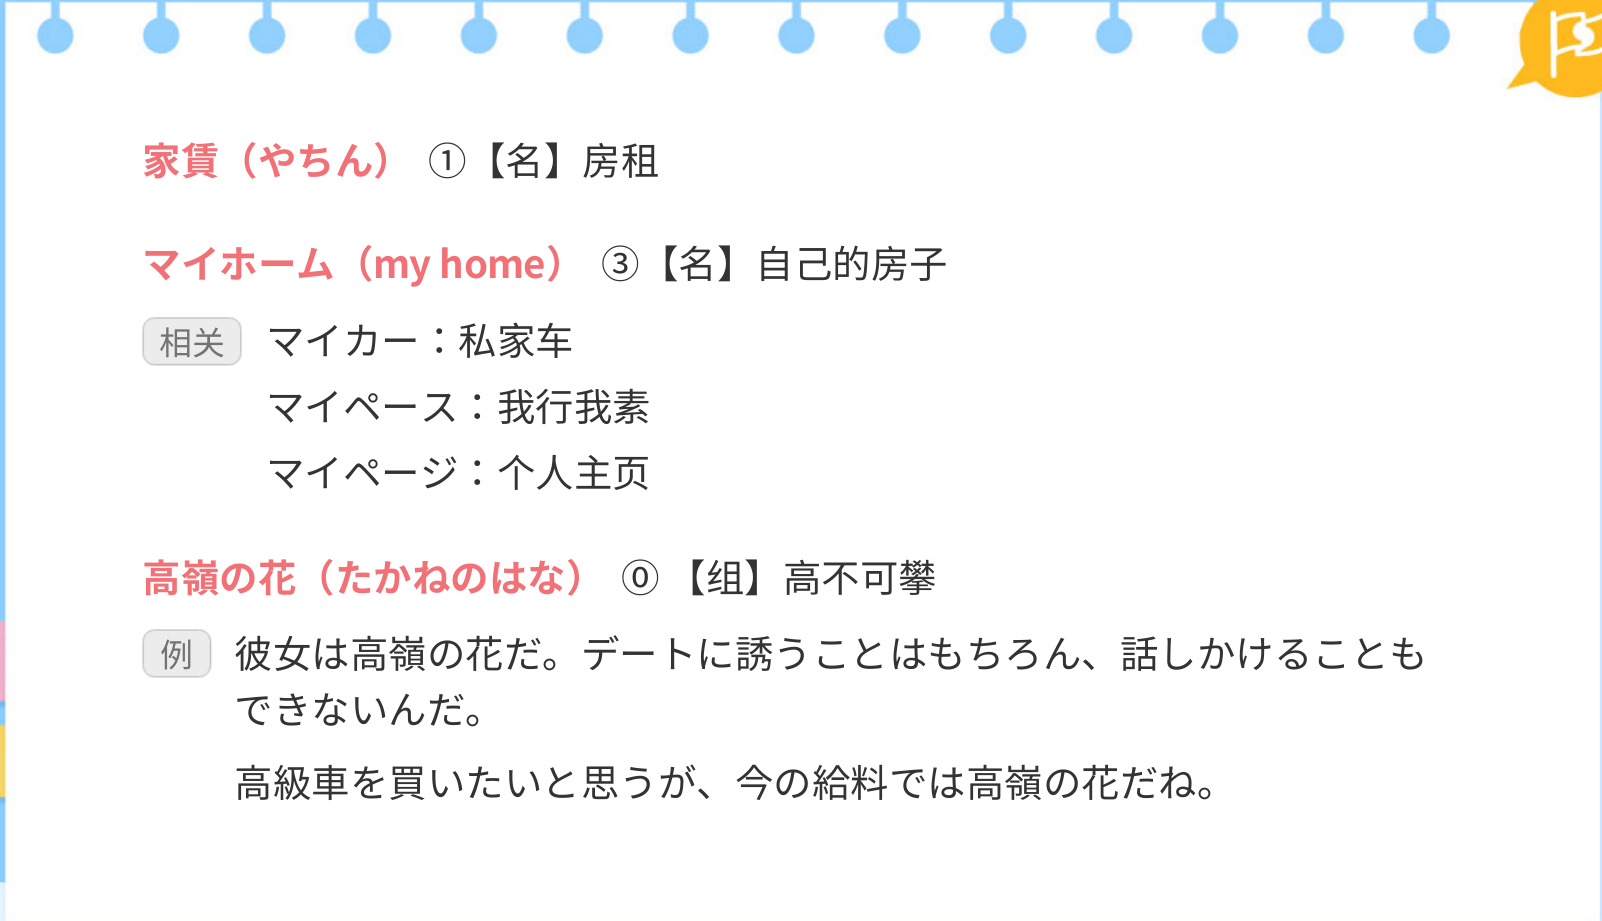 家賃（やちん） ①【名】房租
マイホーム（my home） ③【名】自己的房子
相关 マイカー：私家车
マイペース：我行我素
マイページ：个人主页
高嶺の花（たかねのはな） ⓪【组】高不可攀
例 彼女は高嶺の花だ。デートに誘うことはもちろん、話しかけることも
できないんだ。
高級車を買いたいと思うが、今の給料では高嶺の花だね。